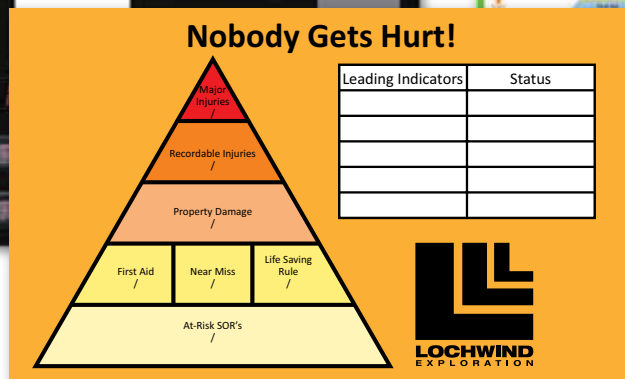 Nobody Gets Hurt!
Major
Injuries
/
Recordable Injuries
/
Property Damage
/
First Aid
/
Near Miss
/
Life Saving
Rule
/
At-Risk SOR's
/
Leading Indicators Status
LOCHWIND
EXPLORATION